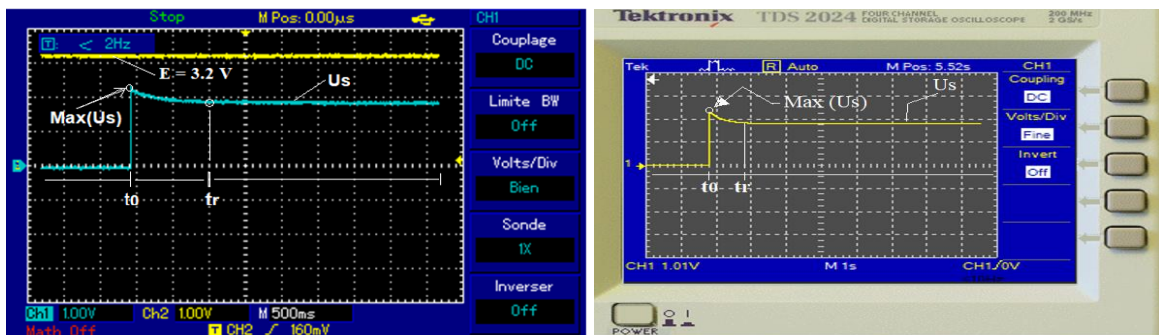 Stop M Pos: 0.00µs CH1
T: < 2Hz
E = 3.2 V
Us
Max(Us)
t0 tr
Couplage
DC
Limite BW
Off
Volts/Div
Bien
Sonde
1X
Inverser
Off
Ch1 1.00V Ch2 1.00V M 500ms
Math Off T CH2 160mV
Tektronix TDS 2024 FOUR CHANNEL DIGITAL STORAGE OSCILLOSCOPE 200 MHz 2 GS/s
Tek R Auto M Pos: 5.52s CH1
Us
Max (Us)
1
t0 tr
Coupling
DC
Volts/Div
Fine
Invert
Off
CH1 1.01V M 1s CH1/0V
POWER